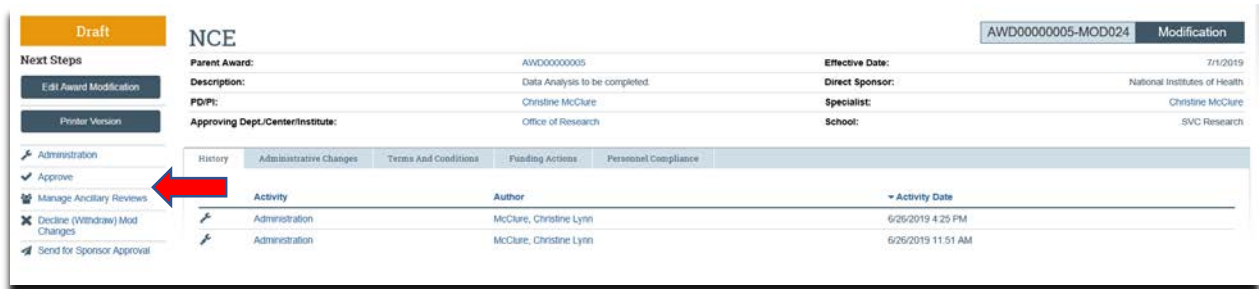 Draft
Next Steps
Edit Award Modification
Printer Version
Administration
Approve
Manage Ancillary Reviews
Decline (Withdraw) Mod
Changes
Send for Sponsor Approval
NCE
AWD00000005-MOD024 Modification
Parent Award: AWD00000005 Effective Date: 7/1/2019
Description: Data Analysis to be completed. Direct Sponsor: National Institutes of Health
PD/PI: Christine McClure Specialist: Christine McClure
Approving Dept./Center/Institute: Office of Research School: SVC Research
History Administrative Changes Terms And Conditions Funding Actions Personnel Compliance
Activity Author Activity Date
Administration McClure, Christine Lynn 6/26/2019 4:25 PM
Administration McClure, Christine Lynn 6/26/2019 11:51 AM